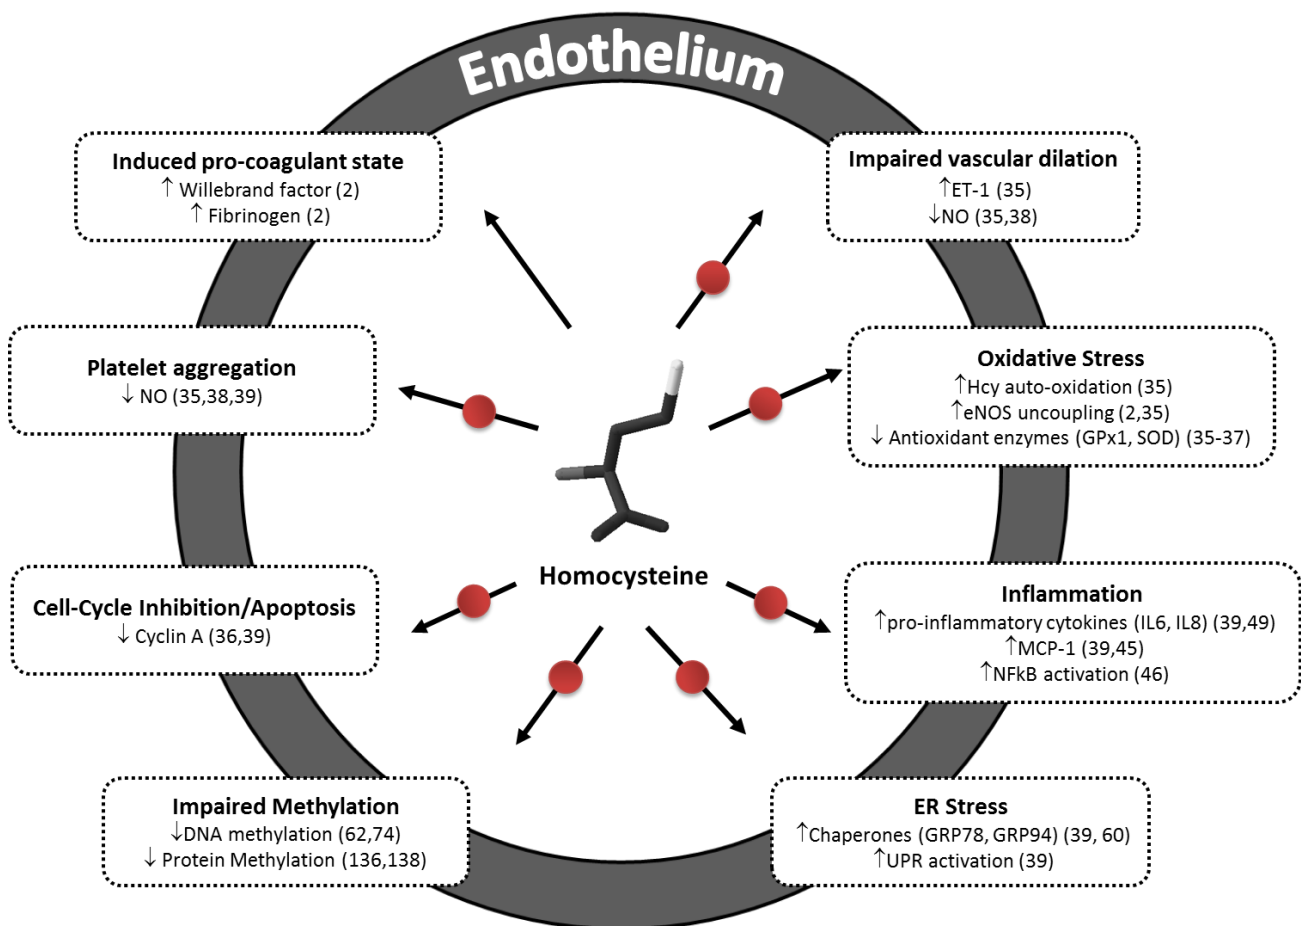 Endothelium
Induced pro-coagulant state
↑ Willebrand factor (2)
↑ Fibrinogen (2)
Impaired vascular dilation
↑ET-1 (35)
↓NO (35,38)
Platelet aggregation
↓ NO (35,38,39)
Oxidative Stress
↑Hcy auto-oxidation (35)
↑eNOS uncoupling (2,35)
↓ Antioxidant enzymes (GPx1, SOD) (35-37)
Homocysteine
Cell-Cycle Inhibition/Apoptosis
↓ Cyclin A (36,39)
Inflammation
↑pro-inflammatory cytokines (IL6, IL8) (39,49)
↑MCP-1 (39,45)
↑NFkB activation (46)
Impaired Methylation
↓DNA methylation (62,74)
↓ Protein Methylation (136,138)
ER Stress
↑Chaperones (GRP78, GRP94) (39, 60)
↑UPR activation (39)